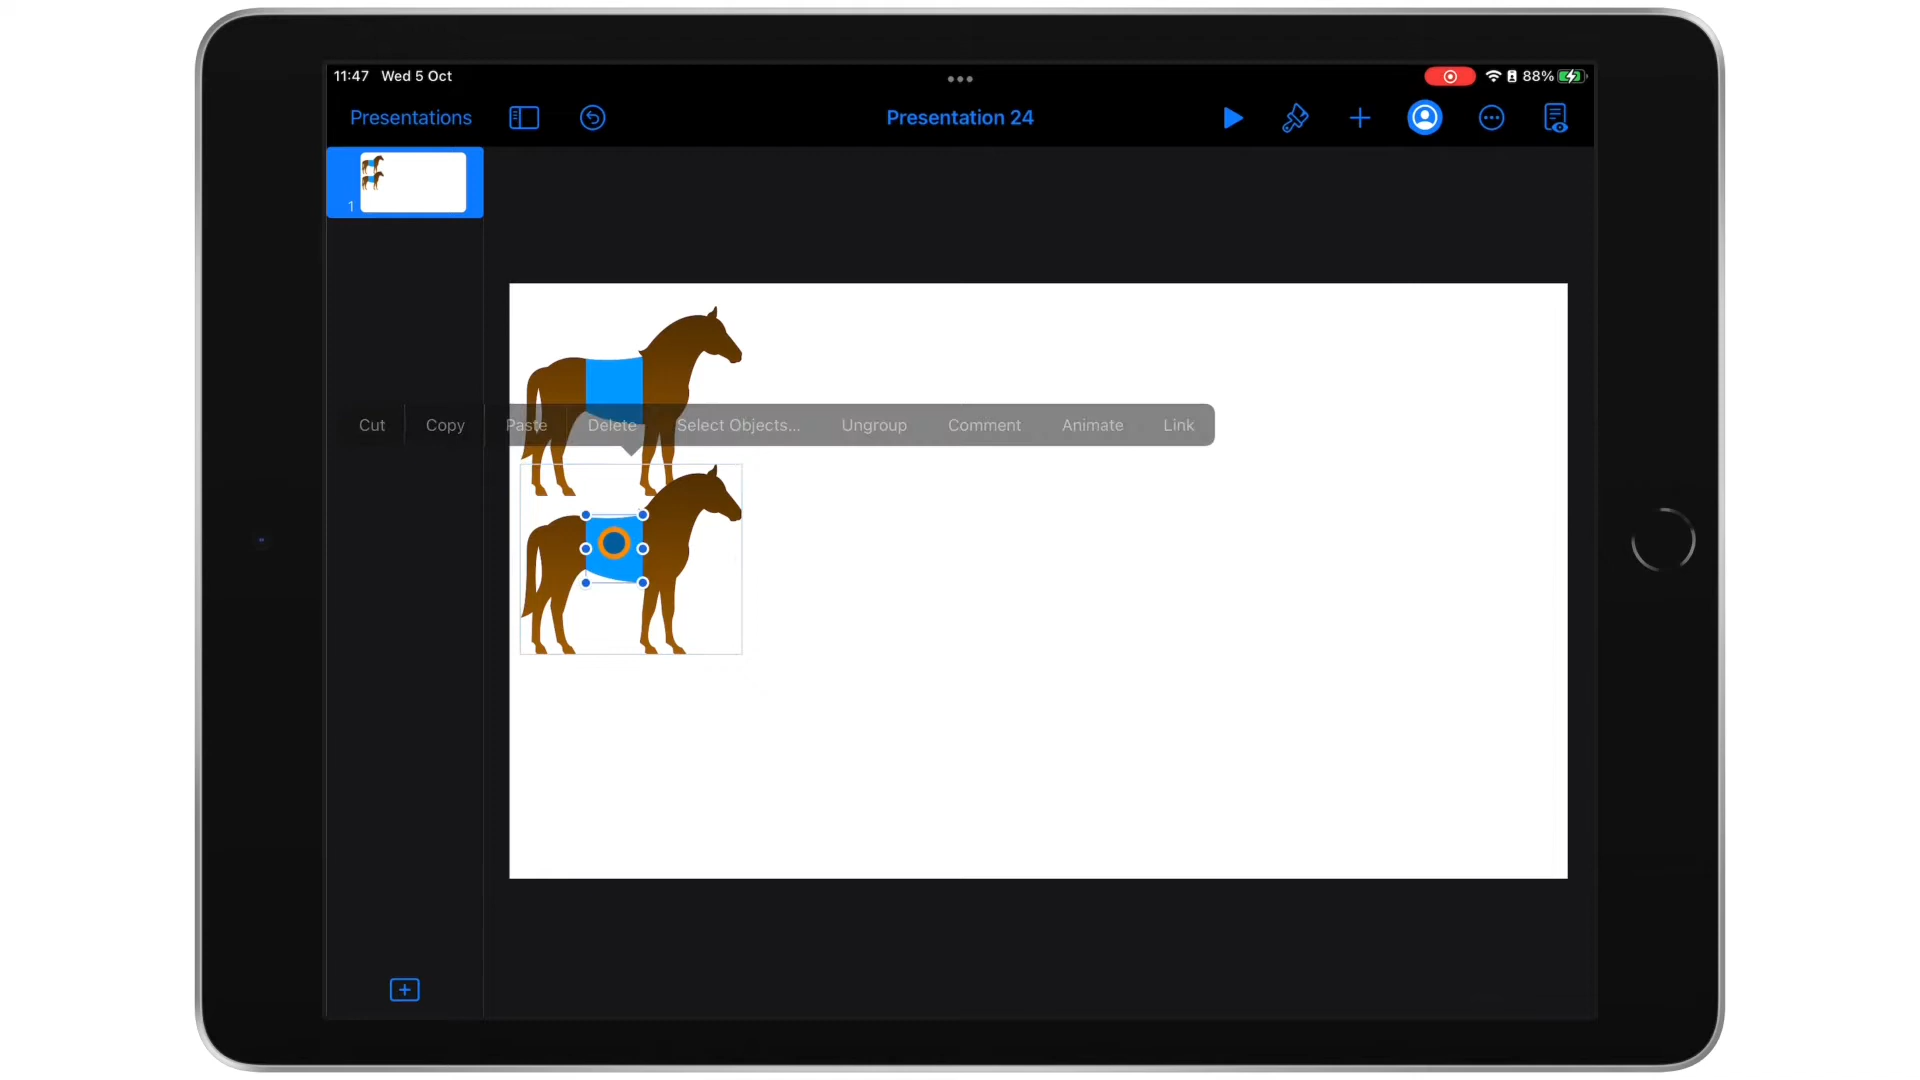 11:47 Wed 5 Oct
88%
Presentations
Presentation 24
1
Cut Copy Paste Delete Select Objects... Ungroup Comment Animate Link